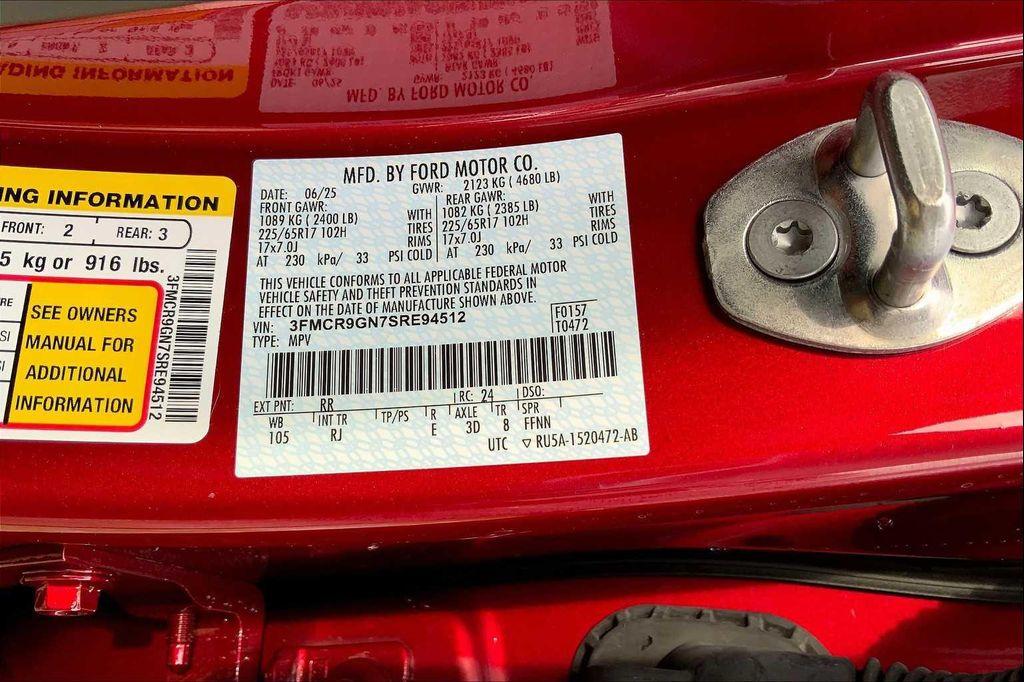 NG INFORMATION
FRONT: 2 REAR: 3
5 kg or 916 lbs.
SEE OWNERS
MANUAL FOR
ADDITIONAL
INFORMATION
3FMCR9GN7SRE94512
MFD. BY FORD MOTOR CO.
DATE: 06/25 GVWR: 2123 KG ( 4680 LB)
FRONT GAWR: REAR GAWR:
1089 KG ( 2400 LB) WITH 1082 KG ( 2385 LB) WITH
225/65R17 102H TIRES 225/65R17 102H TIRES
17x7.0J RIMS 17x7.0J RIMS
AT 230 kPa/ 33 PSI COLD AT 230 kPa/ 33 PSI COLD
THIS VEHICLE CONFORMS TO ALL APPLICABLE FEDERAL MOTOR
VEHICLE SAFETY AND THEFT PREVENTION STANDARDS IN
EFFECT ON THE DATE OF MANUFACTURE SHOWN ABOVE.
VIN: 3FMCR9GN7SRE94512 F0157
TYPE: MPV T0472
EXT PNT: RR RC: 24 DSO:
WB INT TR TP/PS R AXLE TR SPR
105 RJ E 3D 8 FFNN
UTC ▽ RU5A-1520472-AB